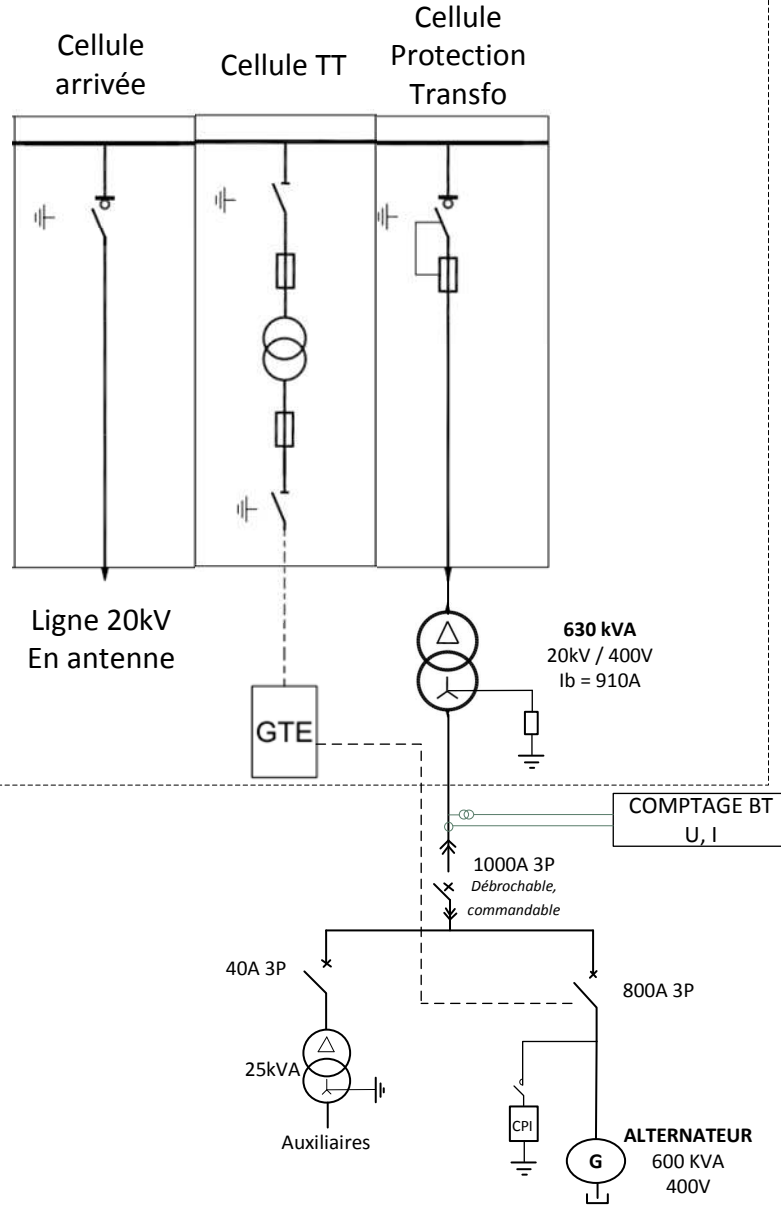 Cellule
arrivée
Cellule TT
Cellule
Protection
Transfo
Ligne 20kV
En antenne
630 kVA
20kV / 400V
Ib = 910A
GTE
COMPTAGE BT
U, I
1000A 3P
Débrochable,
commandable
40A 3P
800A 3P
25kVA
Auxiliaires
CPI
G
ALTERNATEUR
600 KVA
400V